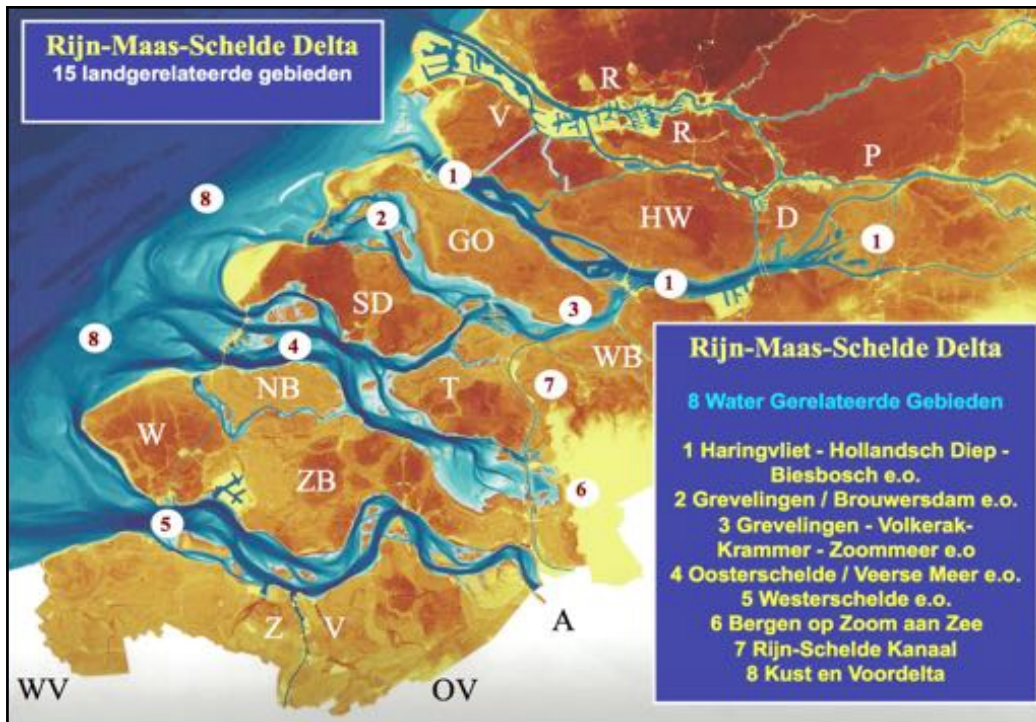 Rijn-Maas-Schelde Delta
15 landgerelateerde gebieden
R
V
R
P
1
HW
D
8
2
GO
1
1
SD
3
8
4
WB
NB
T
7
W
ZB
6
5
Z
V
A
WV
OV
Rijn-Maas-Schelde Delta
8 Water Gerelateerde Gebieden
1 Haringvliet - Hollandsch Diep -
Biesbosch e.o.
2 Grevelingen / Brouwersdam e.o.
3 Grevelingen - Volkerak-
Krammer - Zoommeer e.o
4 Oosterschelde / Veerse Meer e.o.
5 Westerschelde e.o.
6 Bergen op Zoom aan Zee
7 Rijn-Schelde Kanaal
8 Kust en Voordelta